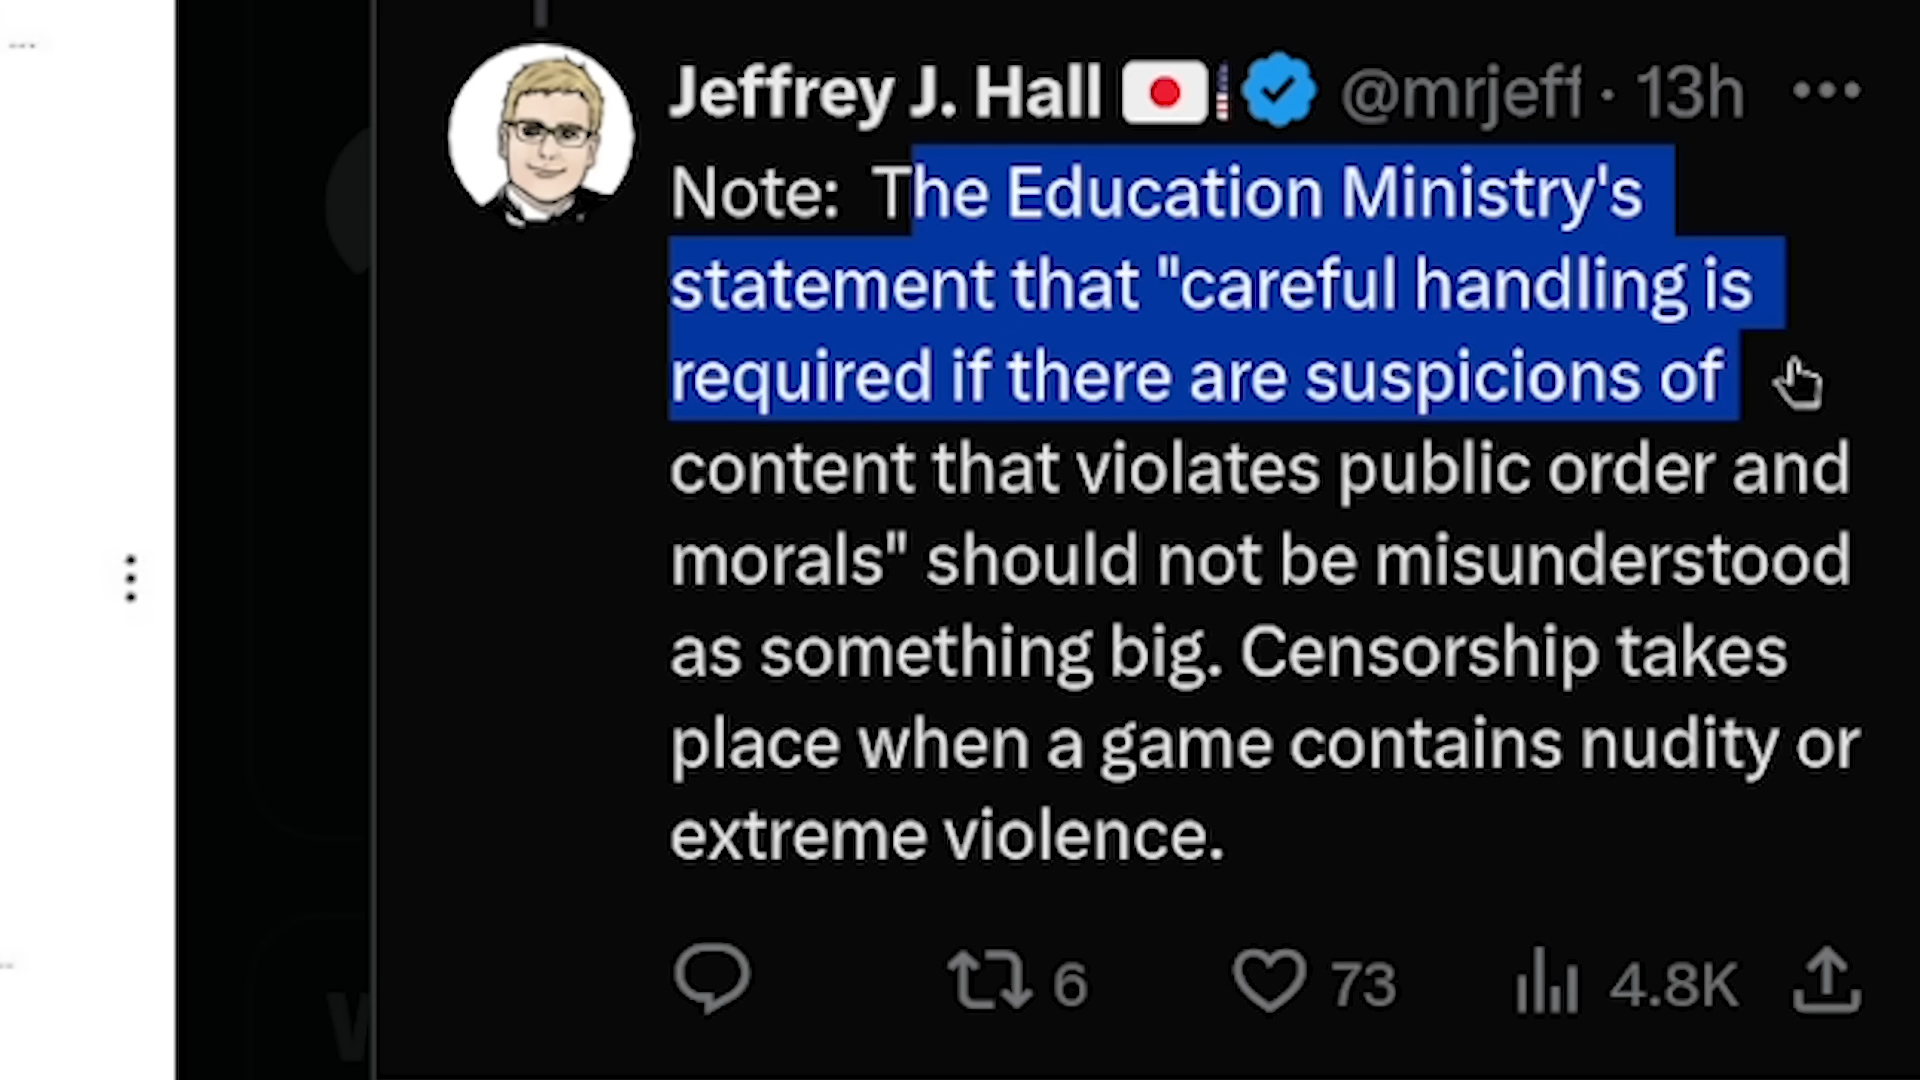 Jeffrey J. Hall @mrjeff · 13h
Note: The Education Ministry's
statement that "careful handling is
required if there are suspicions of
content that violates public order and
morals" should not be misunderstood
as something big. Censorship takes
place when a game contains nudity or
extreme violence.
6 73 4.8K